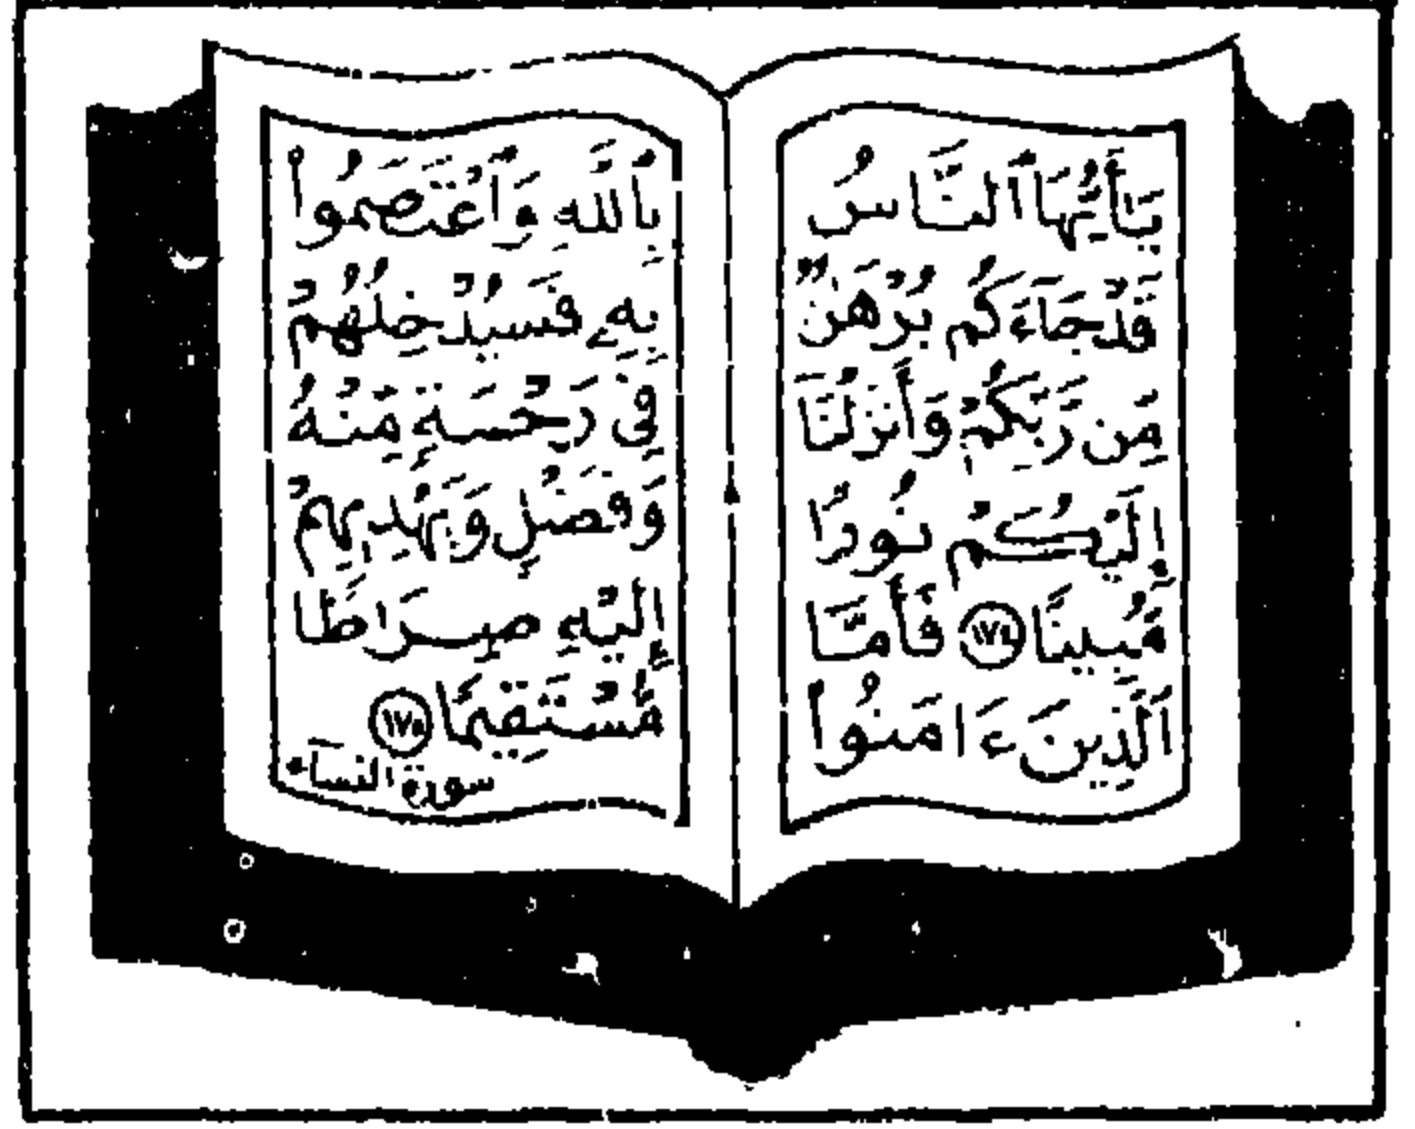 يَـٰٓأَيُّهَا ٱلنَّاسُ
قَدْ جَآءَكُم بُرْهَـٰنٌ
مِّن رَّبِّكُمْ وَأَنزَلْنَآ
إِلَيْكُمْ نُورًا
مُّبِينًا ١٧٤ فَأَمَّا
ٱلَّذِينَ ءَامَنُوا۟
بِٱللَّهِ وَٱعْتَصَمُوا۟
بِهِۦ فَسَيُدْخِلُهُمْ
فِى رَحْمَةٍ مِّنْهُ
وَفَضْلٍ وَيَهْدِيهِمْ
إِلَيْهِ صِرَٰطًا
مُّسْتَقِيمًا ١٧٥
سورة النساء